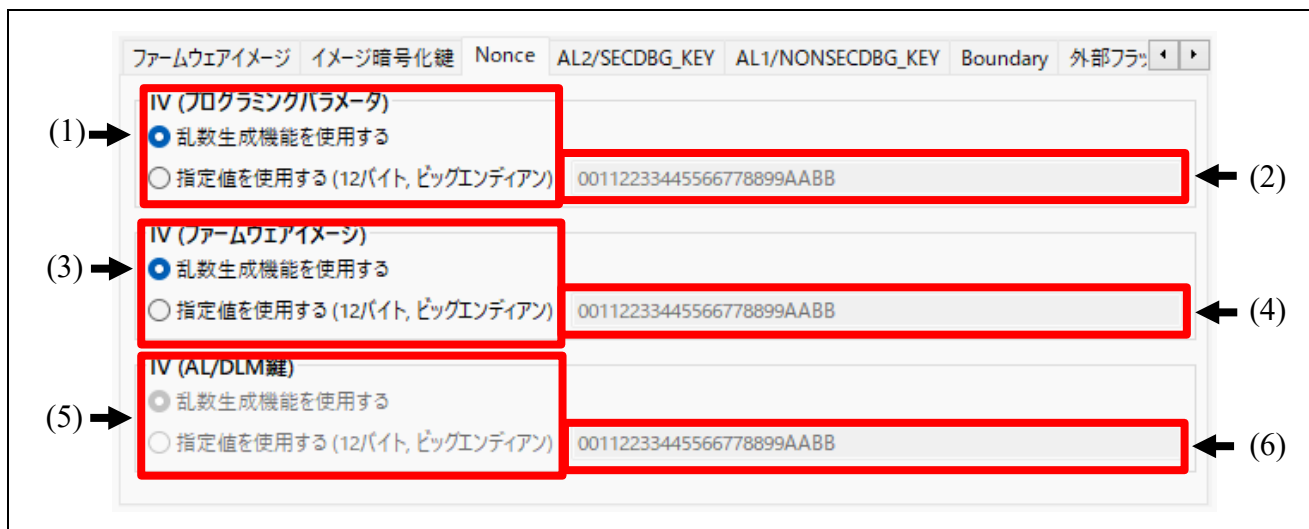 ファームウェアイメージ イメージ暗号化鍵 Nonce AL2/SECDBG_KEY AL1/NONSECDBG_KEY Boundary 外部フラッ
IV (プログラミングパラメータ)
(1) 乱数生成機能を使用する
指定値を使用する (12バイト, ビッグエンディアン) 00112233445566778899AABB (2)
IV (ファームウェアイメージ)
(3) 乱数生成機能を使用する
指定値を使用する (12バイト, ビッグエンディアン) 00112233445566778899AABB (4)
IV (AL/DLM鍵)
(5) 乱数生成機能を使用する
指定値を使用する (12バイト, ビッグエンディアン) 00112233445566778899AABB (6)